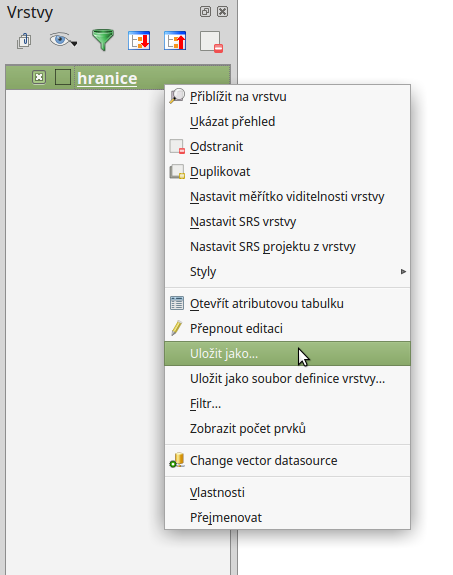 Vrstvy
hranice
Přiblížit na vrstvu
Ukázat přehled
Odstranit
Duplikovat
Nastavit měřítko viditelnosti vrstvy
Nastavit SRS vrstvy
Nastavit SRS projektu z vrstvy
Styly
Otevřít atributovou tabulku
Přepnout editaci
Uložit jako...
Uložit jako soubor definice vrstvy...
Filtr...
Zobrazit počet prvků
Change vector datasource
Vlastnosti
Přejmenovat